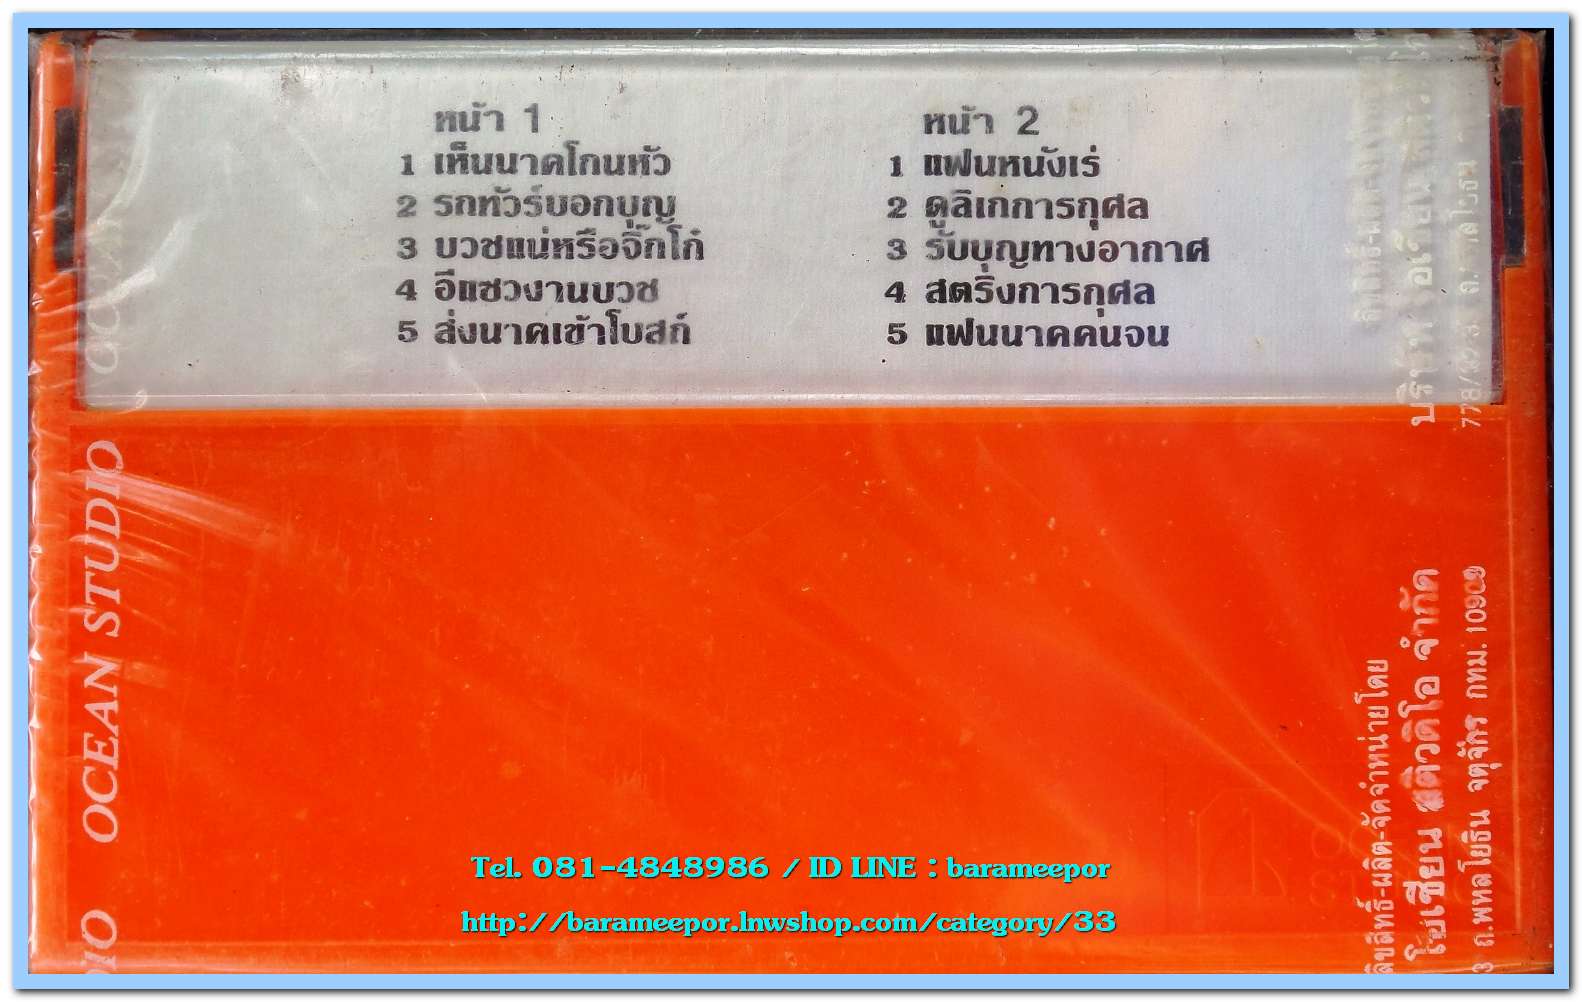 หน้า 1
1 เห็นนาคโกนหัว
2 รถทัวร์บอกบุญ
3 บวชแน่หรือจิ๊กโก๋
4 อีแซวงานบวช
5 ส่งนาคเข้าโบสถ์
หน้า 2
1 แฟนหนังเร่
2 ดูลิเกการกุศล
3 รับบุญทางอากาศ
4 สตริงการกุศล
5 แฟนนาคคนจน
OCEAN STUDIO
ลิขสิทธิ์-ผลิต-จัดจำหน่ายโดย
โอเชี่ยน สติวดิโอ จำกัด
ถ.พหลโยธิน จตุจักร กทม. 10900
Tel. 081-4848986 / ID LINE : barameepor
http://barameepor.lnwshop.com/category/33